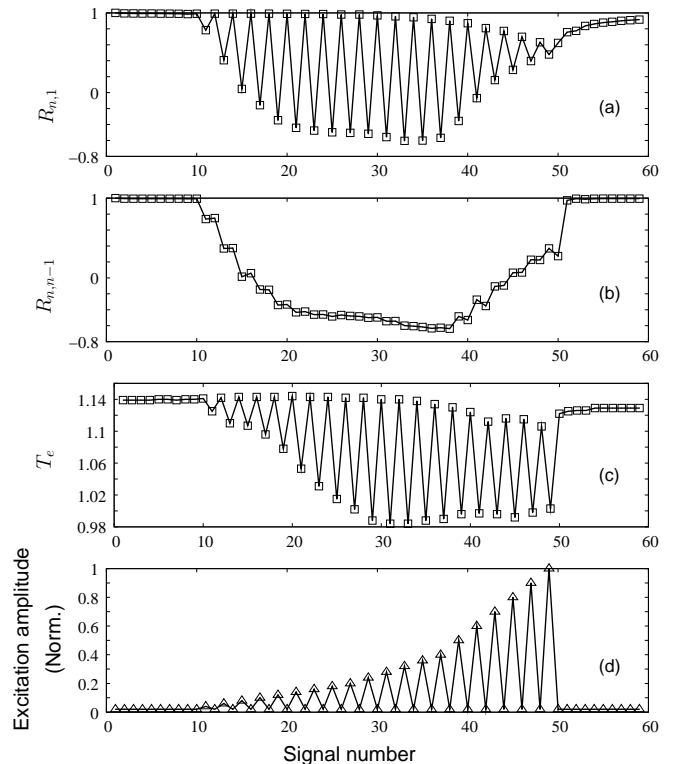 1
0
−0.8
R_{n,1}
(a)
0 10 20 30 40 50 60
1
0
−0.8
R_{n,n−1}
(b)
0 10 20 30 40 50 60
1.14
1.1
1.06
1.02
0.98
T_e
(c)
0 10 20 30 40 50 60
1
0.8
0.6
0.4
0.2
0
Excitation amplitude
(Norm.)
(d)
0 10 20 30 40 50 60
Signal number